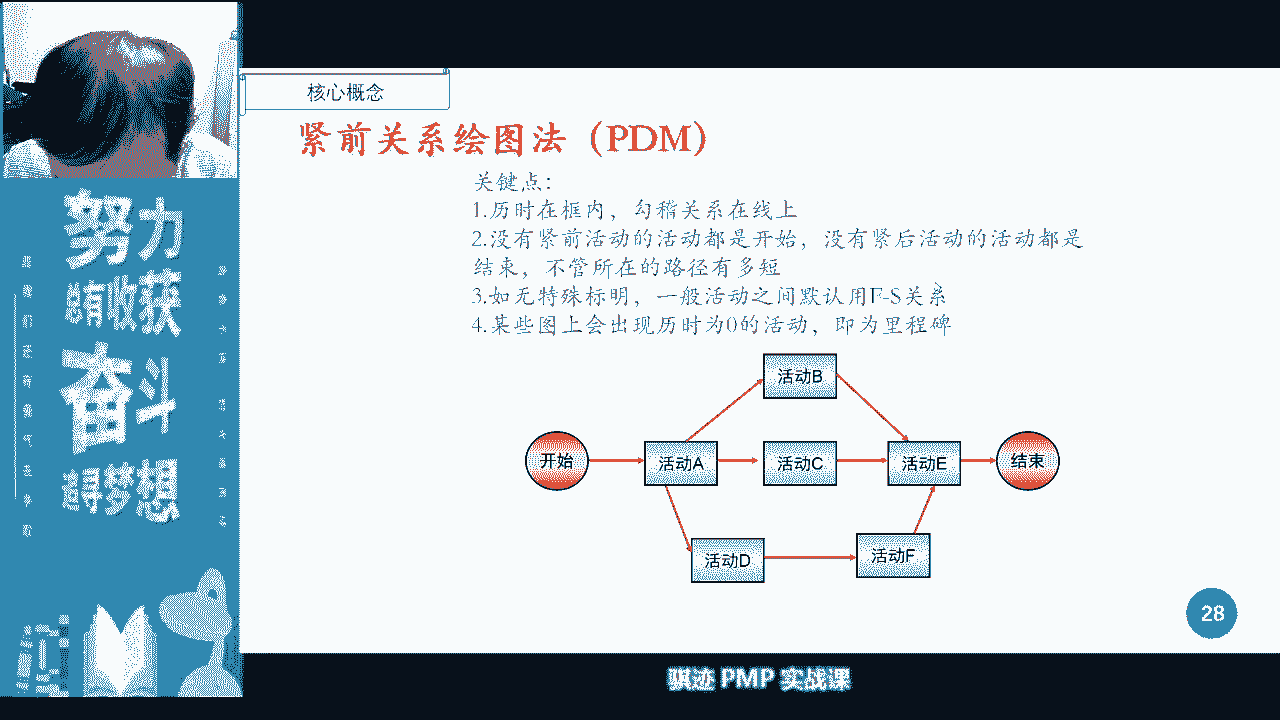 核心概念
紧前关系绘图法（PDM）
关键点：
1.历时在框内，勾稽关系在线上
2.没有紧前活动的活动都是开始，没有紧后活动的活动都是
结束，不管所在的路径有多短
3.如无特殊标明，一般活动之间默认用F-S关系
4.某些图上会出现历时为0的活动，即为里程碑
活动B
开始
活动A
活动C
活动E
结束
活动D
活动F
28
努力
总有收获
奋斗
追寻梦想
骐迹 PMP 实战课